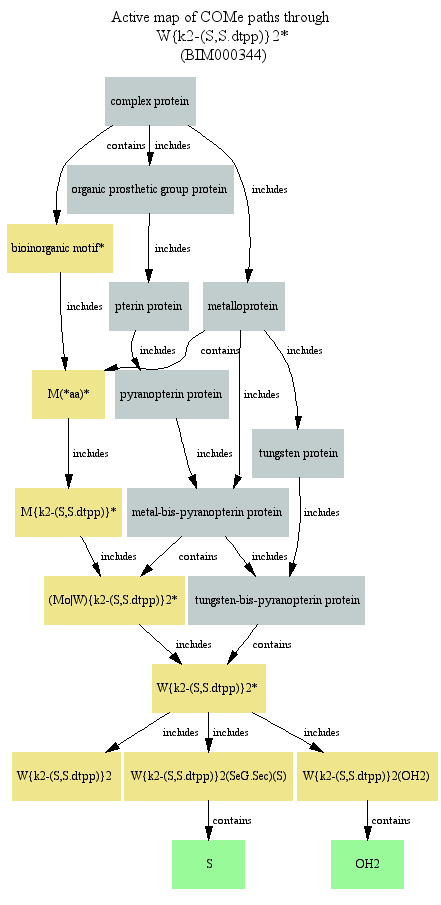 Active map of COMe paths through
W{k2-(S,S.dtpp)}2*
(BIM000344)
complex protein
contains
includes
organic prosthetic group protein
includes
bioinorganic motif*
includes
includes
pterin protein
metalloprotein
includes
contains
includes
M(*aa)*
pyranopterin protein
includes
tungsten protein
includes
includes
M{k2-(S,S.dtpp)}*
metal-bis-pyranopterin protein
includes
includes
contains
includes
(Mo|W){k2-(S,S.dtpp)}2*
tungsten-bis-pyranopterin protein
includes
contains
W{k2-(S,S.dtpp)}2*
includes
includes
includes
W{k2-(S,S.dtpp)}2
W{k2-(S,S.dtpp)}2(SeG.Sec)(S)
W{k2-(S,S.dtpp)}2(OH2)
contains
contains
S
OH2